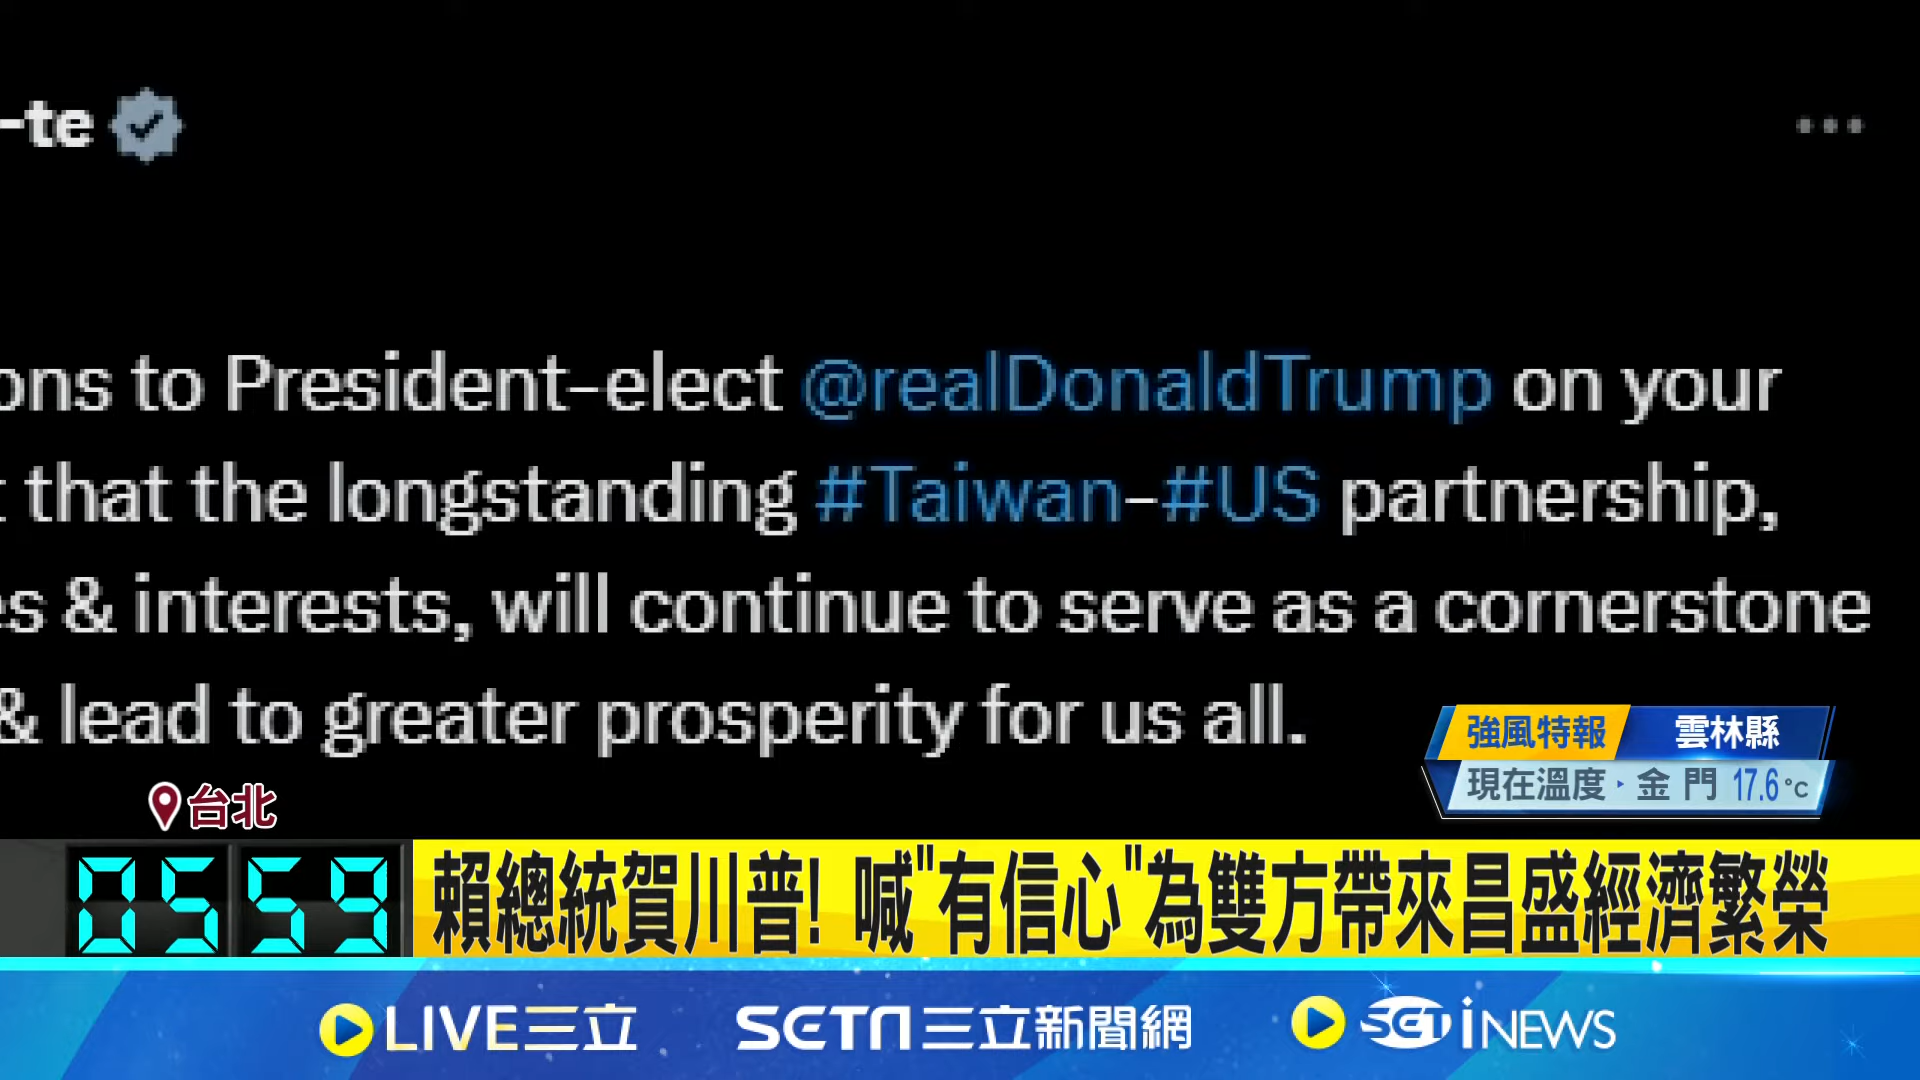 -te
ons to President-elect @realDonaldTrump on your
t that the longstanding #Taiwan-#US partnership,
es & interests, will continue to serve as a cornerstone
& lead to greater prosperity for us all.
強風特報 雲林縣
現在溫度 金門 17.6°C
台北
0559
賴總統賀川普! 喊"有信心"為雙方帶來昌盛經濟繁榮
LIVE三立 SETN三立新聞網 SETiNEWS